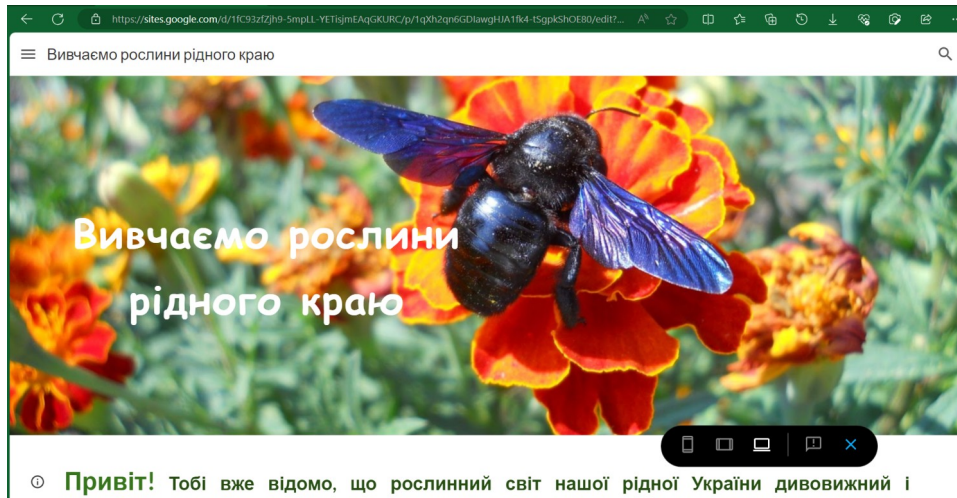 https://sites.google.com/d/1fC93zfZjh9-5mpLL-YETisjmEAqGKURC/p/1qXh2qn6GDIawgHJA1fk4-tSgpkShOE80/edit?...
Вивчаємо рослини рідного краю
Вивчаємо рослини
рідного краю
Привіт! Тобі вже відомо, що рослинний світ нашої рідної України дивовижний і